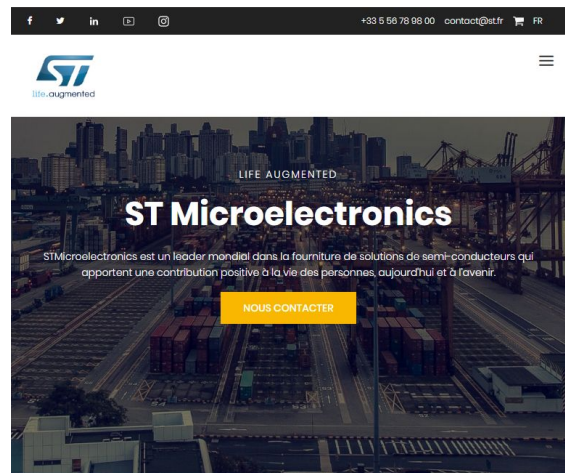 +33 5 56 78 98 00 contact@st.fr FR
ST
life.augmented
LIFE AUGMENTED
ST Microelectronics
STMicroelectronics est un leader mondial dans la fourniture de solutions de semi-conducteurs qui
apportent une contribution positive à la vie des personnes, aujourd'hui et à l'avenir.
NOUS CONTACTER